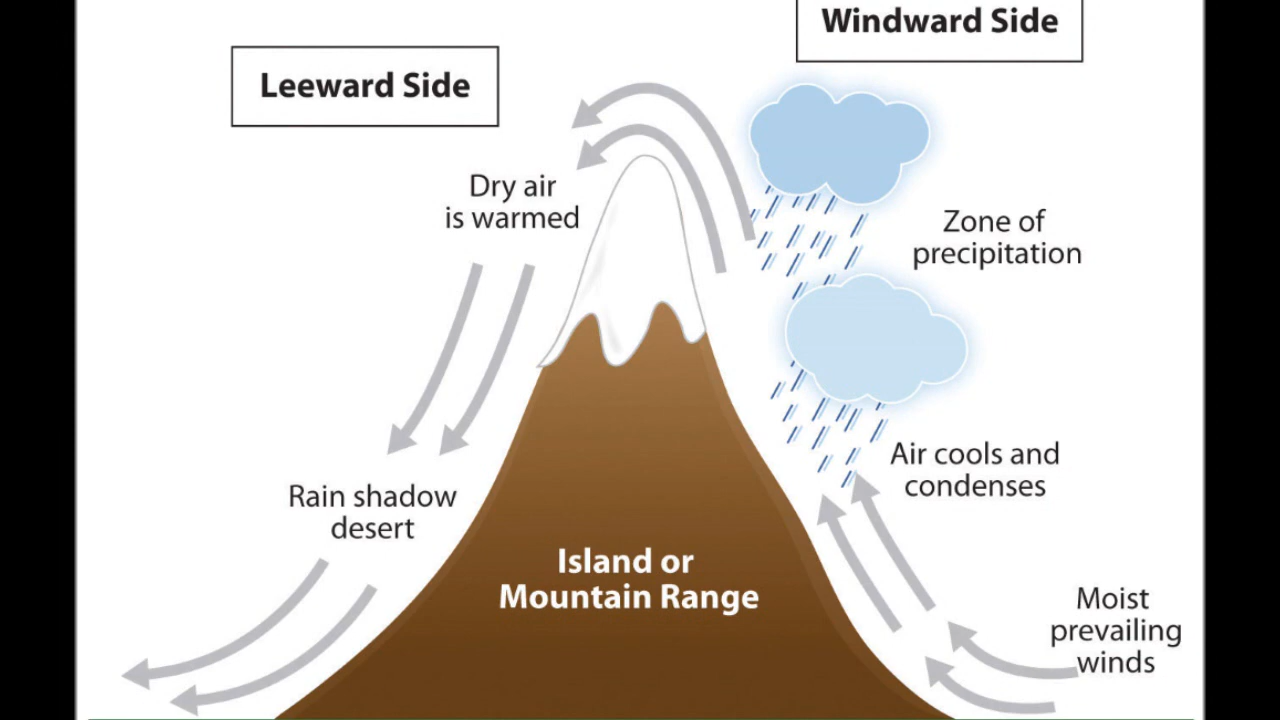 Windward Side
Leeward Side
Dry air
is warmed
Zone of
precipitation
Air cools and
condenses
Rain shadow
desert
Island or
Mountain Range
Moist
prevailing
winds